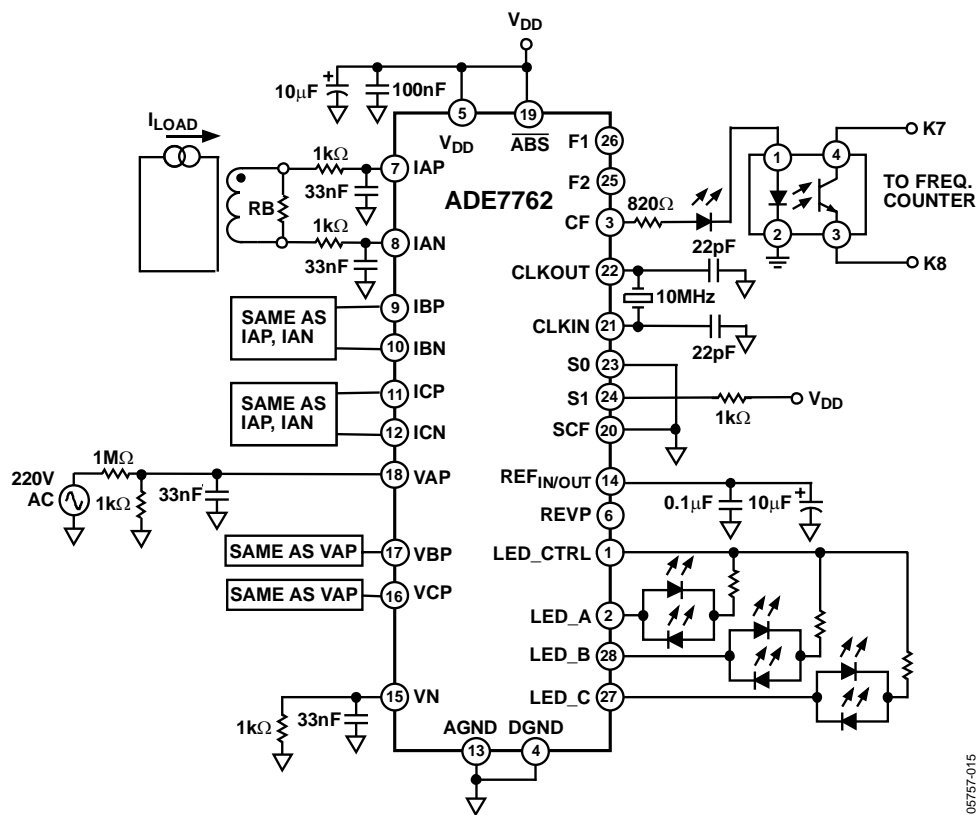 VDD
10μF
+
100nF
5
19
VDD
ABS
ILOAD
1kΩ
7
IAP
33nF
RB
1kΩ
8
IAN
33nF
ADE7762
F1
26
F2
25
CF
3
820Ω
1
4
2
3
K7
K8
TO FREQ.
COUNTER
22pF
CLKOUT
22
10MHz
CLKIN
21
22pF
SAME AS
IAP, IAN
9
IBP
10
IBN
SAME AS
IAP, IAN
11
ICP
12
ICN
S0
23
S1
24
1kΩ
VDD
SCF
20
220V
AC
1MΩ
1kΩ
33nF
18
VAP
REFIN/OUT
14
0.1μF
10μF
+
REVP
6
SAME AS VAP
17
VBP
SAME AS VAP
16
VCP
LED_CTRL
1
LED_A
2
LED_B
28
LED_C
27
1kΩ
33nF
15
VN
AGND
DGND
13
4
05757-015